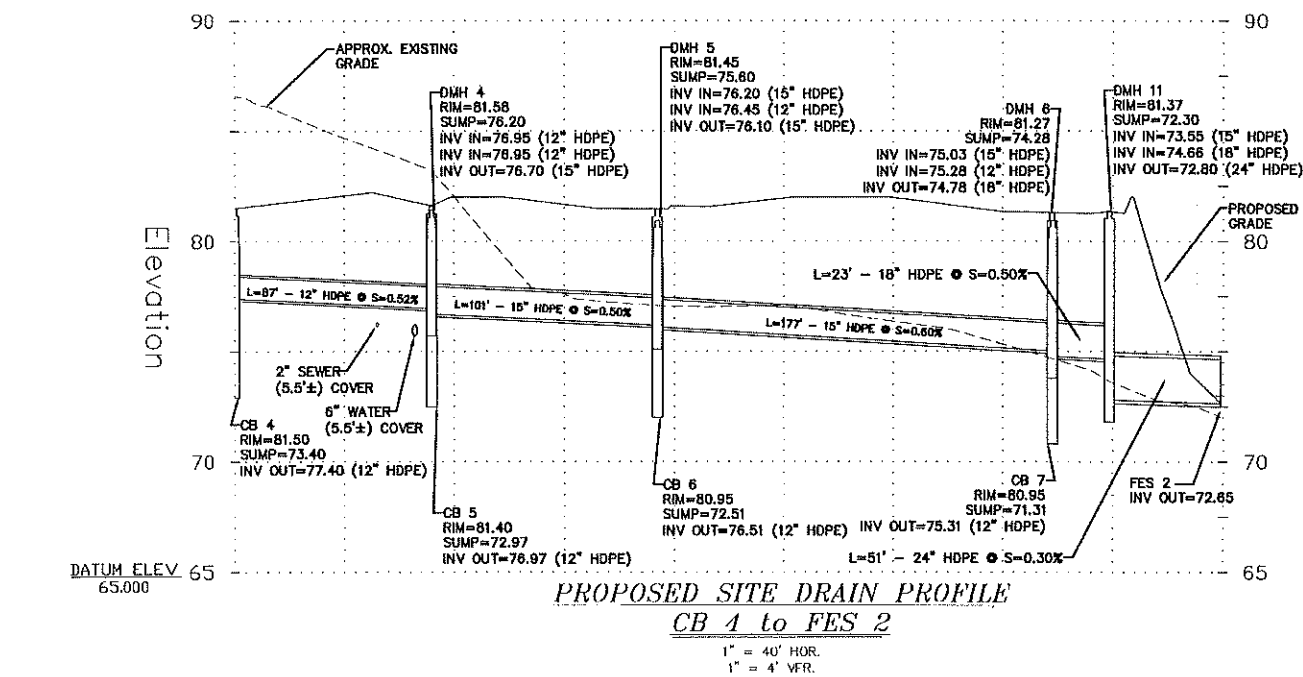 90
90
APPROX. EXISTING
GRADE
DMH 4
RIM=81.58
SUMP=76.20
INV IN=76.95 (12" HDPE)
INV IN=76.95 (12" HDPE)
INV OUT=76.70 (15" HDPE)
DMH 5
RIM=81.45
SUMP=75.60
INV IN=76.20 (15" HDPE)
INV IN=76.45 (12" HDPE)
INV OUT=76.10 (15" HDPE)
DMH 6
RIM=81.27
SUMP=74.28
INV IN=75.03 (15" HDPE)
INV IN=75.28 (12" HDPE)
INV OUT=74.78 (18" HDPE)
DMH 11
RIM=81.37
SUMP=72.30
INV IN=73.55 (15" HDPE)
INV IN=74.66 (18" HDPE)
INV OUT=72.80 (24" HDPE)
PROPOSED
GRADE
Elevation
80
80
L=87' - 12" HDPE @ S=0.52%
L=101' - 15" HDPE @ S=0.50%
L=177' - 15" HDPE @ S=0.60%
L=23' - 18" HDPE @ S=0.50%
2" SEWER
(5.5'±) COVER
6" WATER
(5.5'±) COVER
70
70
CB 4
RIM=81.50
SUMP=73.40
INV OUT=77.40 (12" HDPE)
CB 5
RIM=81.40
SUMP=72.97
INV OUT=76.97 (12" HDPE)
CB 6
RIM=80.95
SUMP=72.51
INV OUT=76.51 (12" HDPE)
CB 7
RIM=80.95
SUMP=71.31
INV OUT=75.31 (12" HDPE)
FES 2
INV OUT=72.65
L=51' - 24" HDPE @ S=0.30%
DATUM ELEV
65.000
65
65
PROPOSED SITE DRAIN PROFILE
CB 4 to FES 2
1" = 40' HOR.
1" = 4' VER.